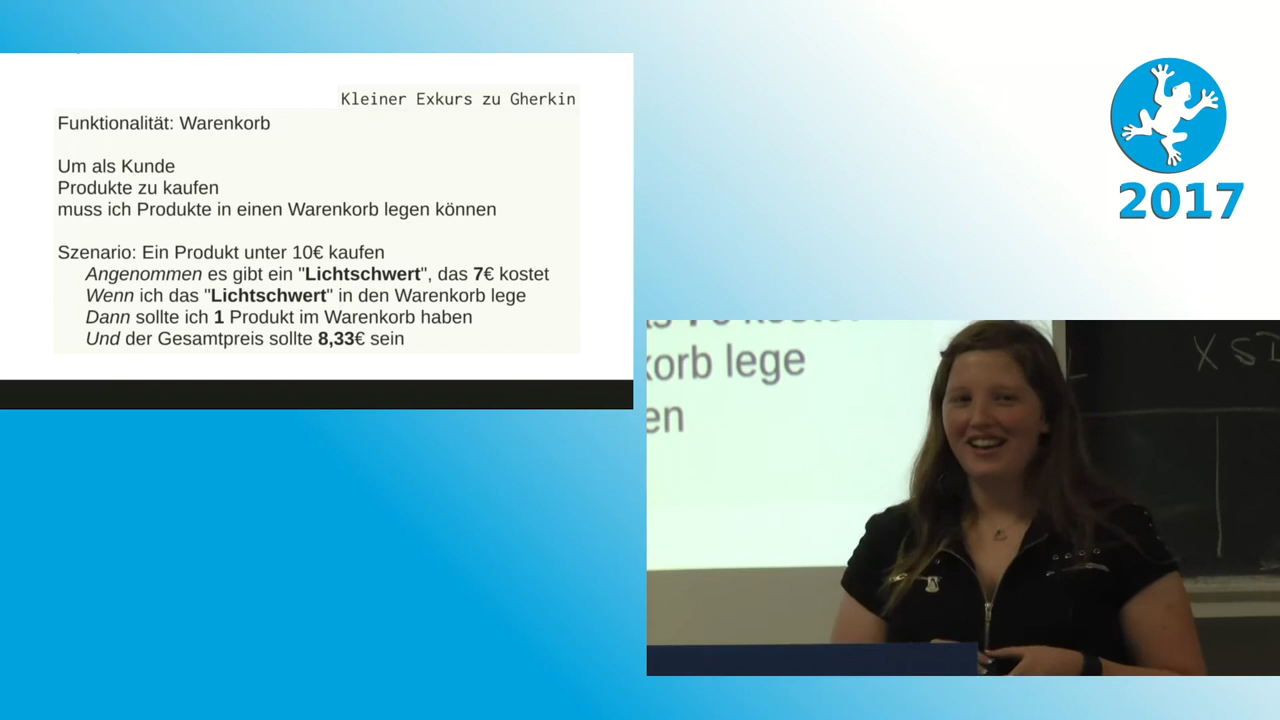 Kleiner Exkurs zu Gherkin
Funktionalität: Warenkorb
Um als Kunde
Produkte zu kaufen
muss ich Produkte in einen Warenkorb legen können
Szenario: Ein Produkt unter 10€ kaufen
Angenommen es gibt ein "Lichtschwert", das 7€ kostet
Wenn ich das "Lichtschwert" in den Warenkorb lege
Dann sollte ich 1 Produkt im Warenkorb haben
Und der Gesamtpreis sollte 8,33€ sein
2017
korb lege
en